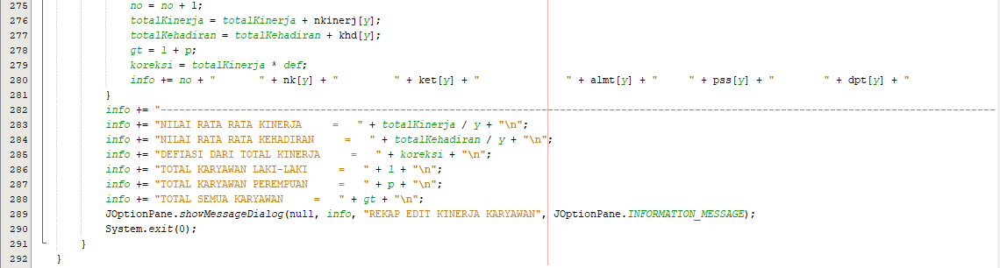 275 no = no + 1;
276 totalKinerja = totalKinerja + nkinerj[y];
277 totalKehadiran = totalKehadiran + khd[y];
278 gt = l + p;
279 koreksi = totalKinerja * def;
280 info += no + "       " + nk[y] + "         " + ket[y] + "              " + almt[y] + "     " + pss[y] + "        " + dpt[y] + "
281 }
282 info += "----------------------------------------------------------------------------------------------------------------------------------------
283 info += "NILAI RATA RATA KINERJA     =   " + totalKinerja / y + "\n";
284 info += "NILAI RATA RATA KEHADIRAN     =   " + totalKehadiran / y + "\n";
285 info += "DEFIASI DARI TOTAL KINERJA     =   " + koreksi + "\n";
286 info += "TOTAL KARYAWAN LAKI-LAKI     =   " + l + "\n";
287 info += "TOTAL KARYAWAN PEREMPUAN     =   " + p + "\n";
288 info += "TOTAL SEMUA KARYAWAN     =   " + gt + "\n";
289 JOptionPane.showMessageDialog(null, info, "REKAP EDIT KINERJA KARYAWAN", JOptionPane.INFORMATION_MESSAGE);
290 System.exit(0);
291 }
292 }